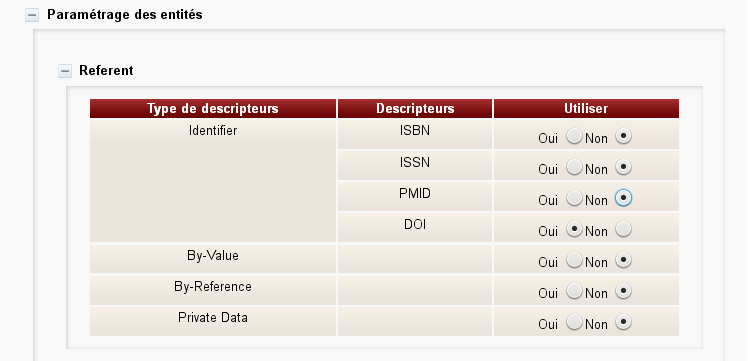 Paramétrage des entités
Referent
Type de descripteurs Descripteurs Utiliser
Identifier ISBN Oui Non
ISSN Oui Non
PMID Oui Non
DOI Oui Non
By-Value Oui Non
By-Reference Oui Non
Private Data Oui Non